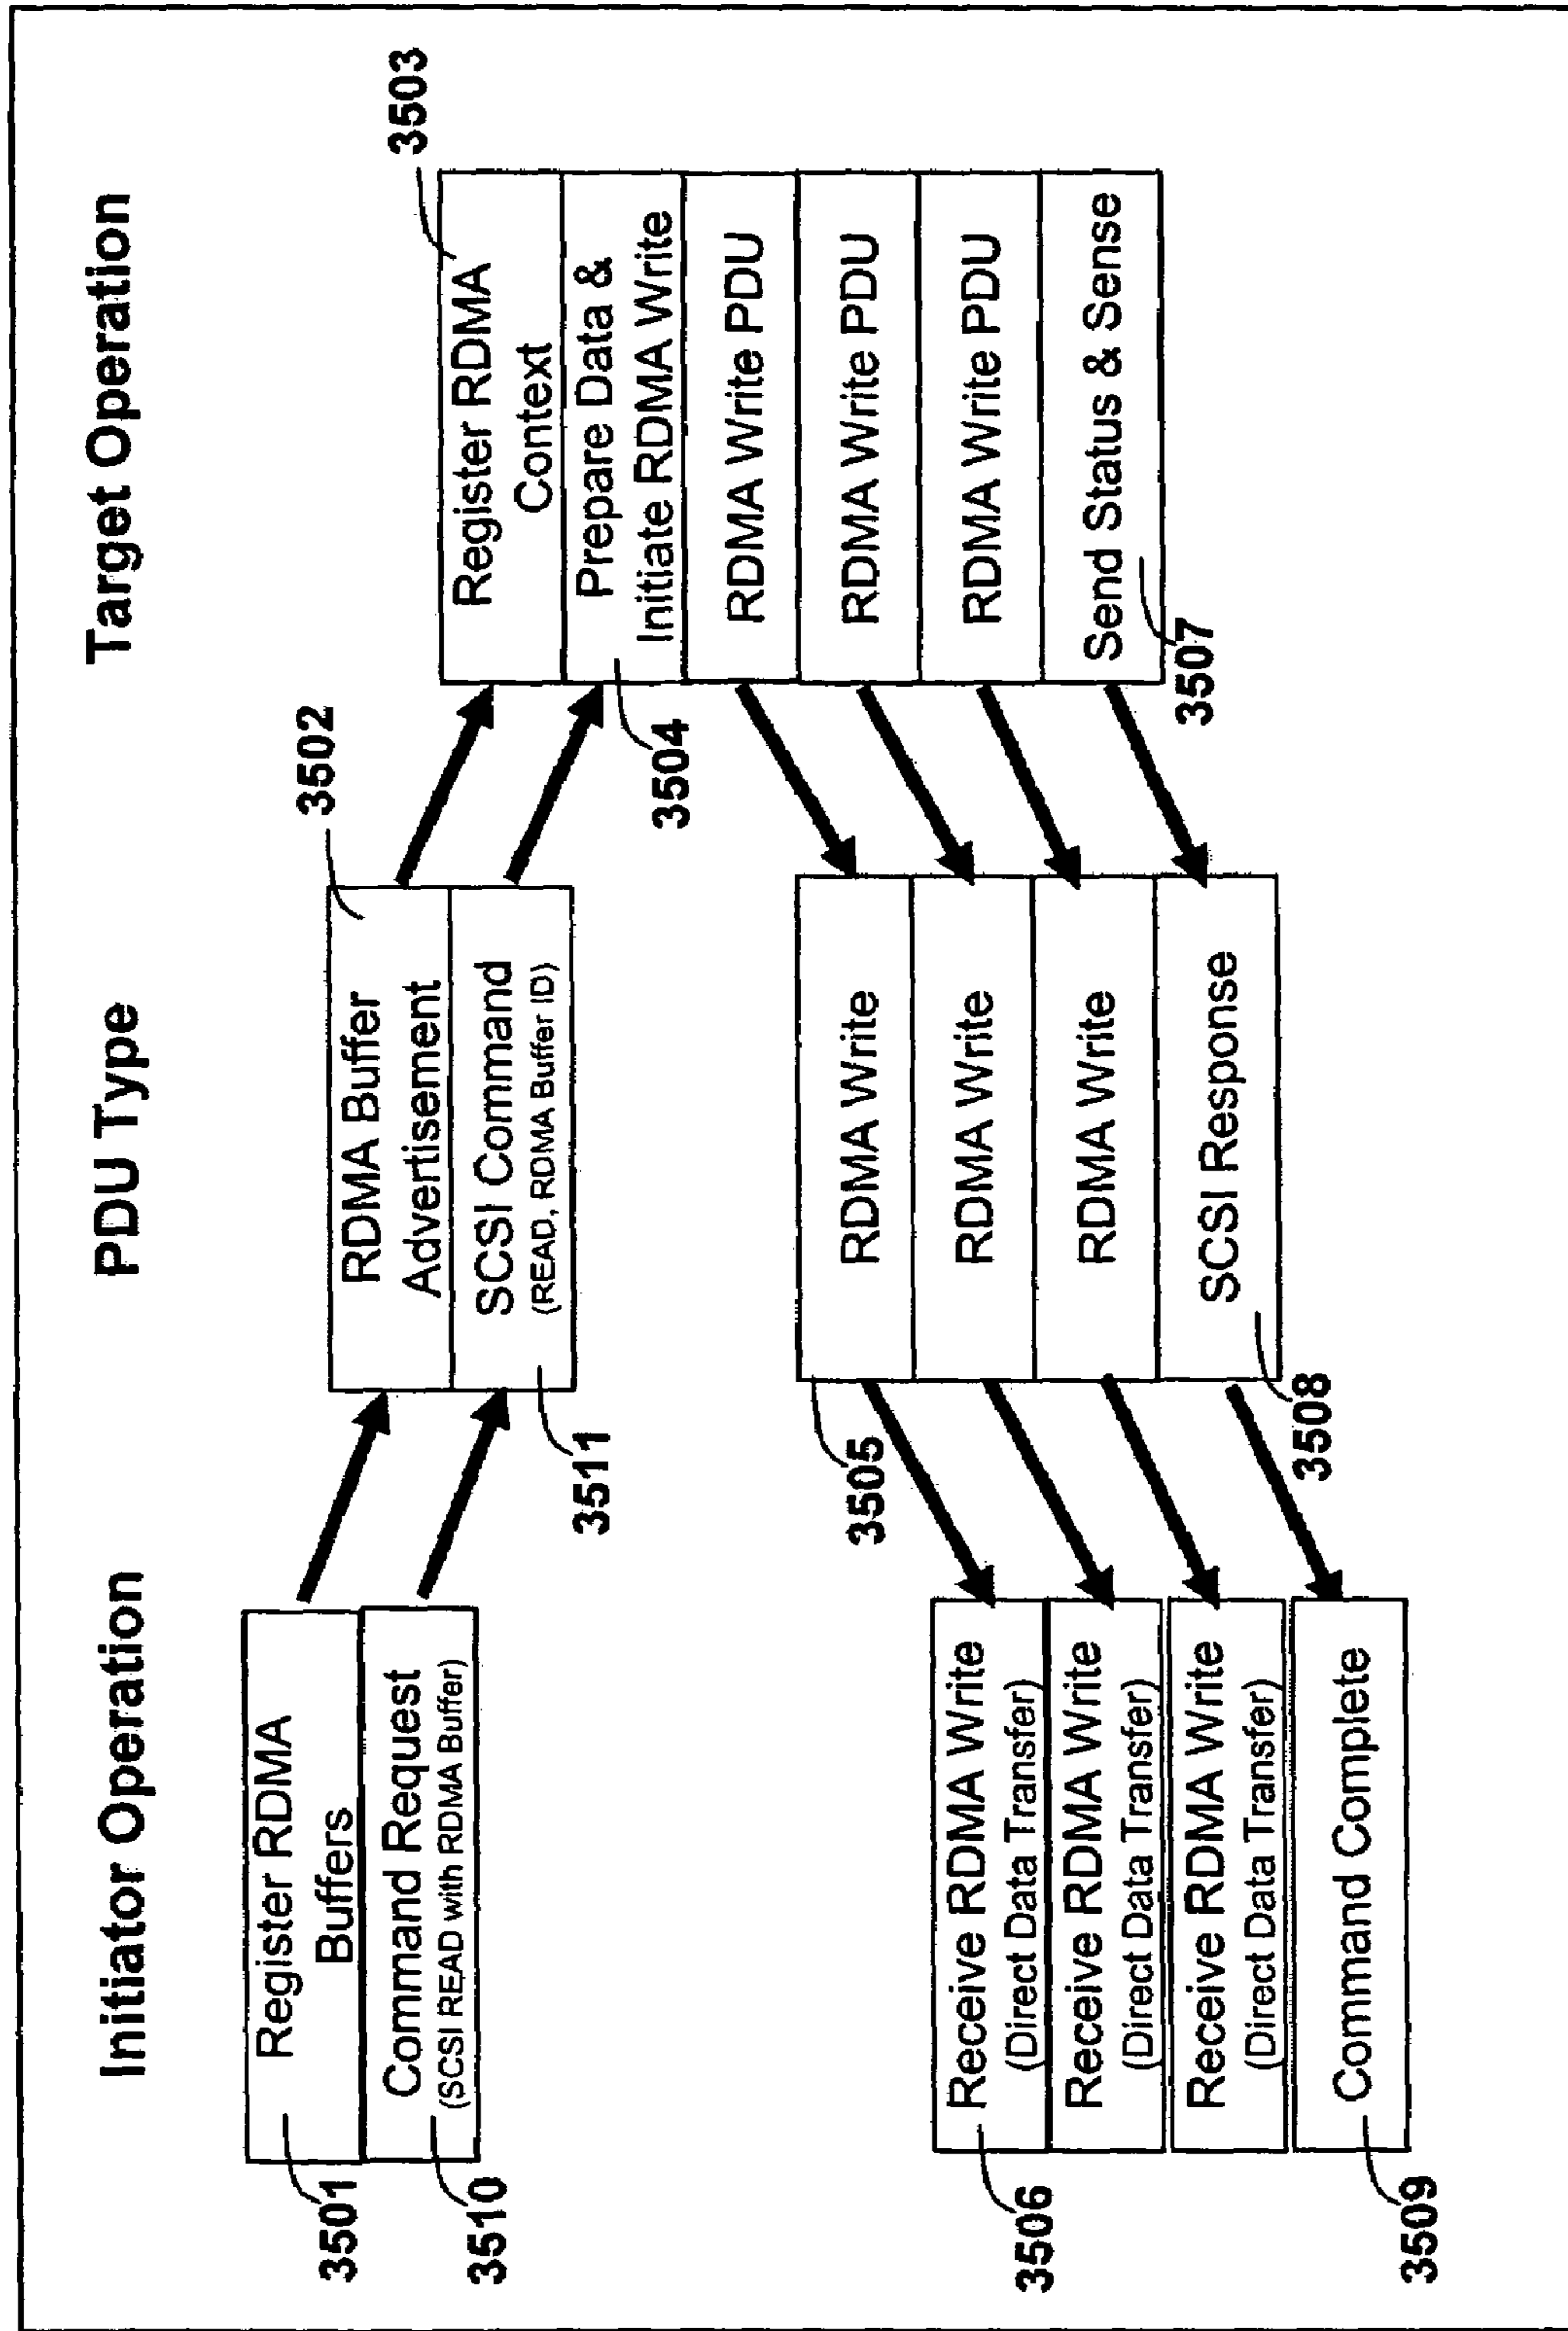 Initiator Operation
PDU Type
Target Operation
3501
Register RDMA
Buffers
3510
Command Request
(SCSI READ with RDMA Buffer)
3502
RDMA Buffer
Advertisement
SCSI Command
(READ, RDMA Buffer ID)
3511
3503
Register RDMA
Context
Prepare Data &
Initiate RDMA Write
3504
RDMA Write PDU
RDMA Write PDU
RDMA Write PDU
Send Status & Sense
3507
3505
RDMA Write
RDMA Write
RDMA Write
SCSI Response
3508
3506
Receive RDMA Write
(Direct Data Transfer)
Receive RDMA Write
(Direct Data Transfer)
Receive RDMA Write
(Direct Data Transfer)
Command Complete
3509